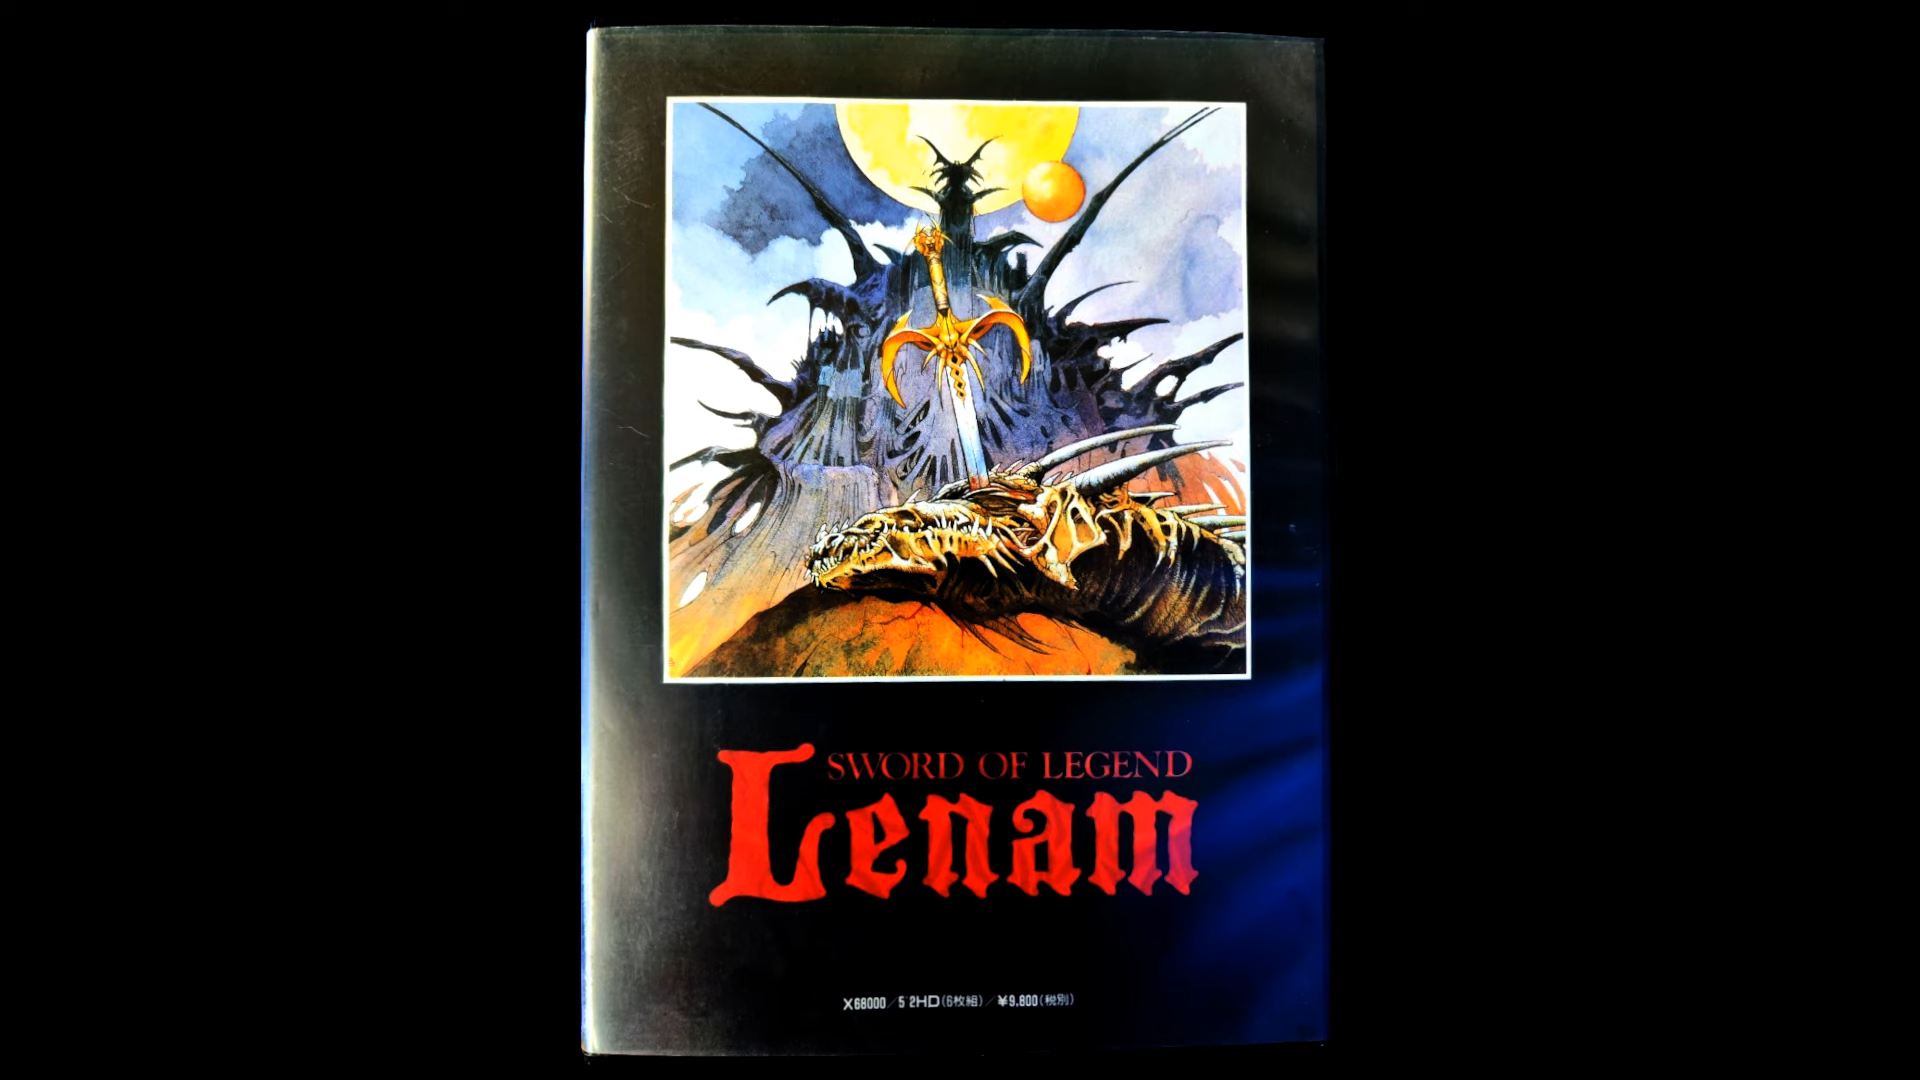 SWORD OF LEGEND
Lenam
X68000/5"2HD(6枚組)/¥9,800(税別)